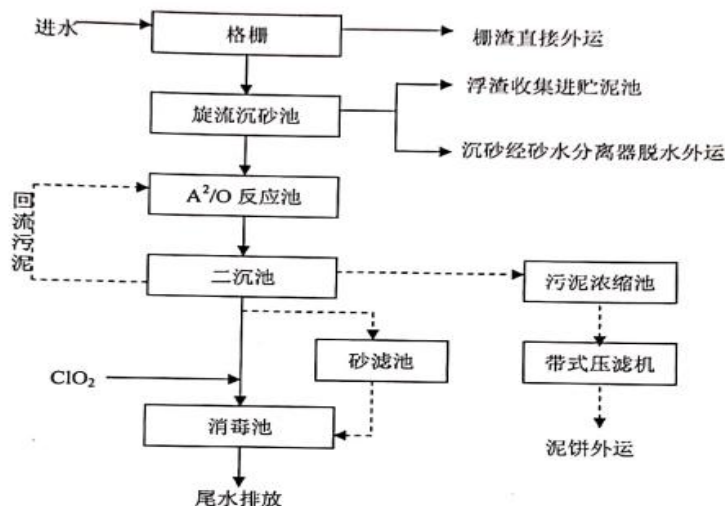 进水
格栅
栅渣直接外运
浮渣收集进贮泥池
旋流沉砂池
沉砂经砂水分离器脱水外运
A²/O 反应池
回流污泥
二沉池
污泥浓缩池
砂滤池
带式压滤机
ClO₂
消毒池
泥饼外运
尾水排放